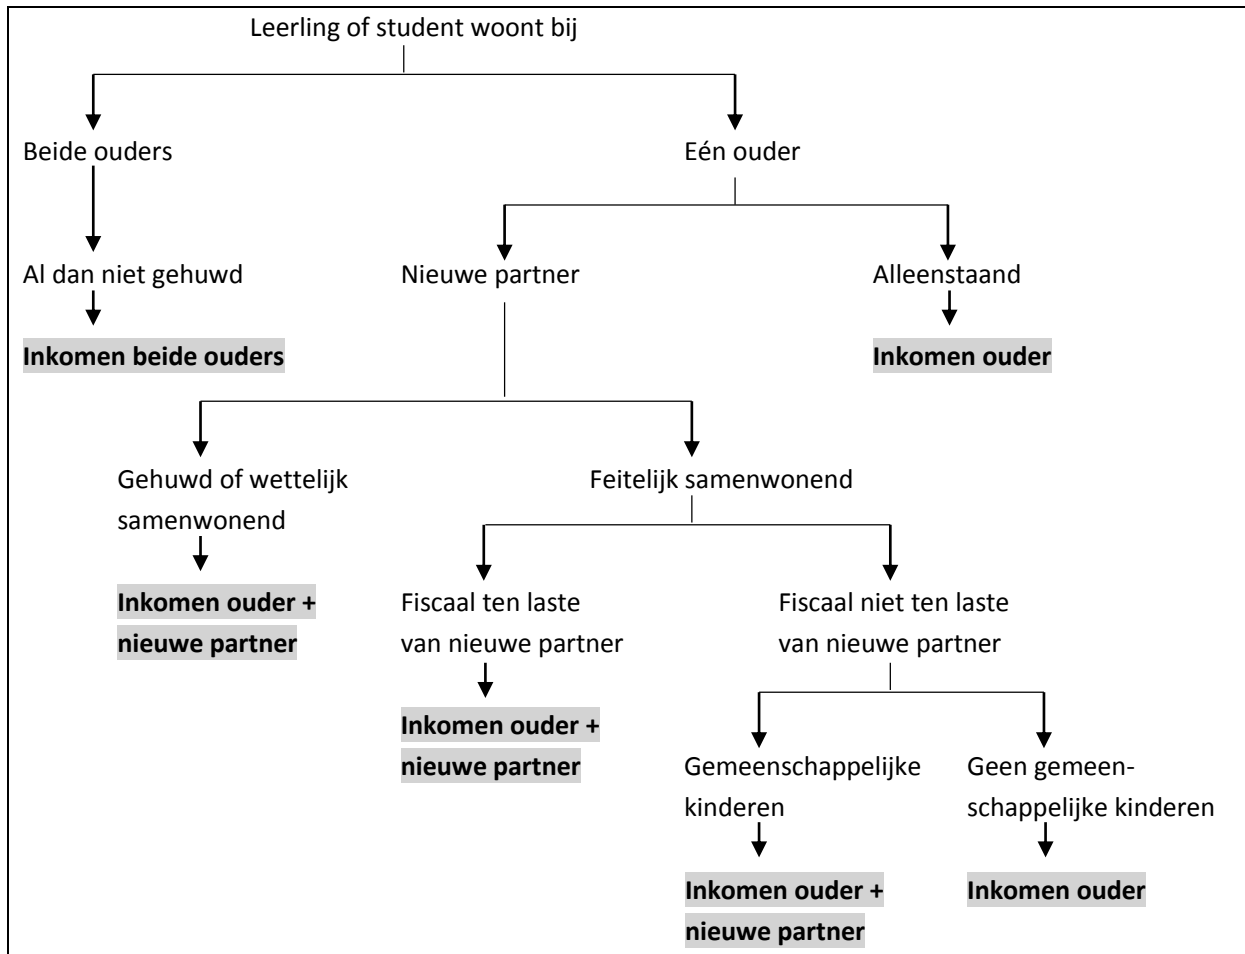 Leerling of student woont bij
Beide ouders
Eén ouder
Al dan niet gehuwd
Nieuwe partner
Alleenstaand
Inkomen beide ouders
Inkomen ouder
Gehuwd of wettelijk
samenwonend
Feitelijk samenwonend
Inkomen ouder +
nieuwe partner
Fiscaal ten laste
van nieuwe partner
Fiscaal niet ten laste
van nieuwe partner
Inkomen ouder +
nieuwe partner
Gemeenschappelijke
kinderen
Geen gemeen-
schappelijke kinderen
Inkomen ouder +
nieuwe partner
Inkomen ouder